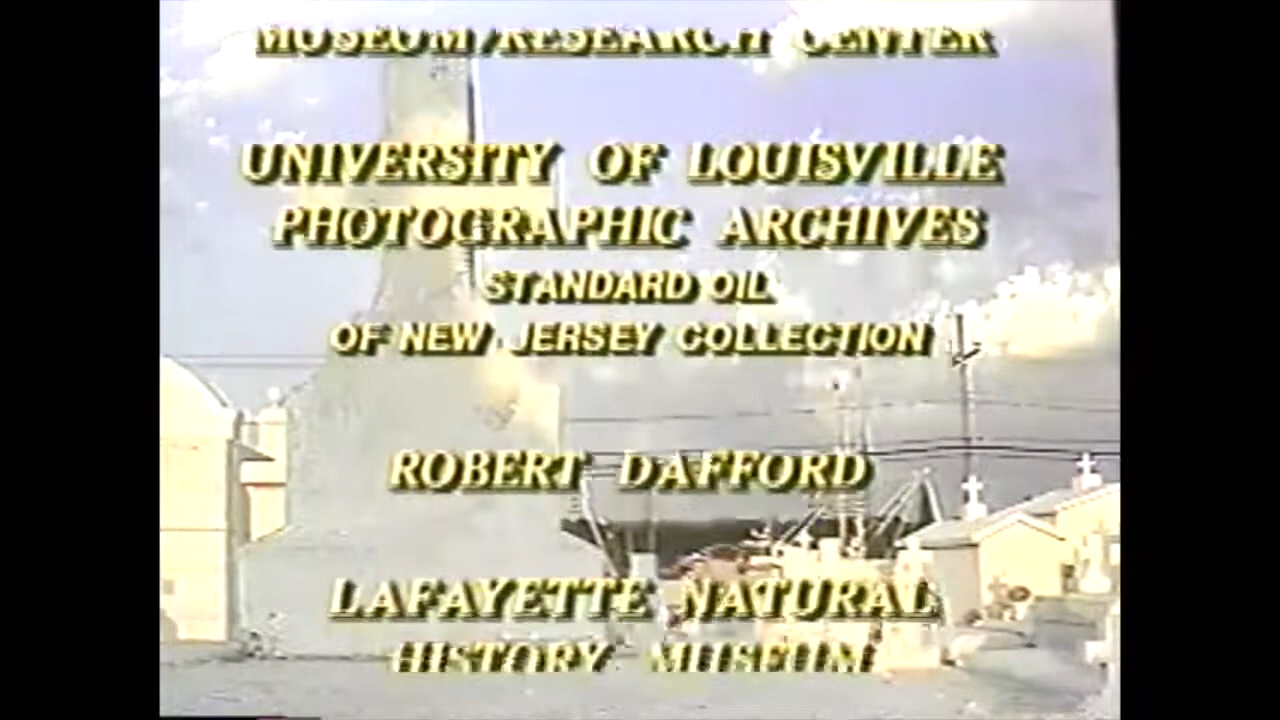 MUSEUM RESEARCH CENTER
UNIVERSITY OF LOUISVILLE
PHOTOGRAPHIC ARCHIVES
STANDARD OIL
OF NEW JERSEY COLLECTION
ROBERT DAFFORD
LAFAYETTE NATURAL
HISTORY MUSEUM